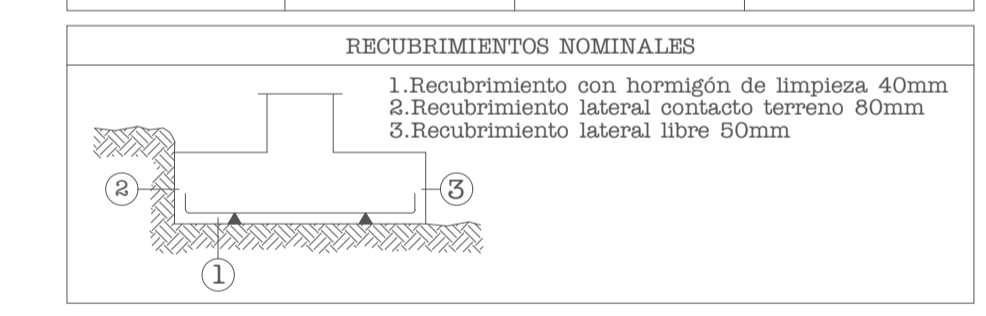 RECUBRIMIENTOS NOMINALES
1.Recubrimiento con hormigón de limpieza 40mm
2.Recubrimiento lateral contacto terreno 80mm
3.Recubrimiento lateral libre 50mm
2
3
1